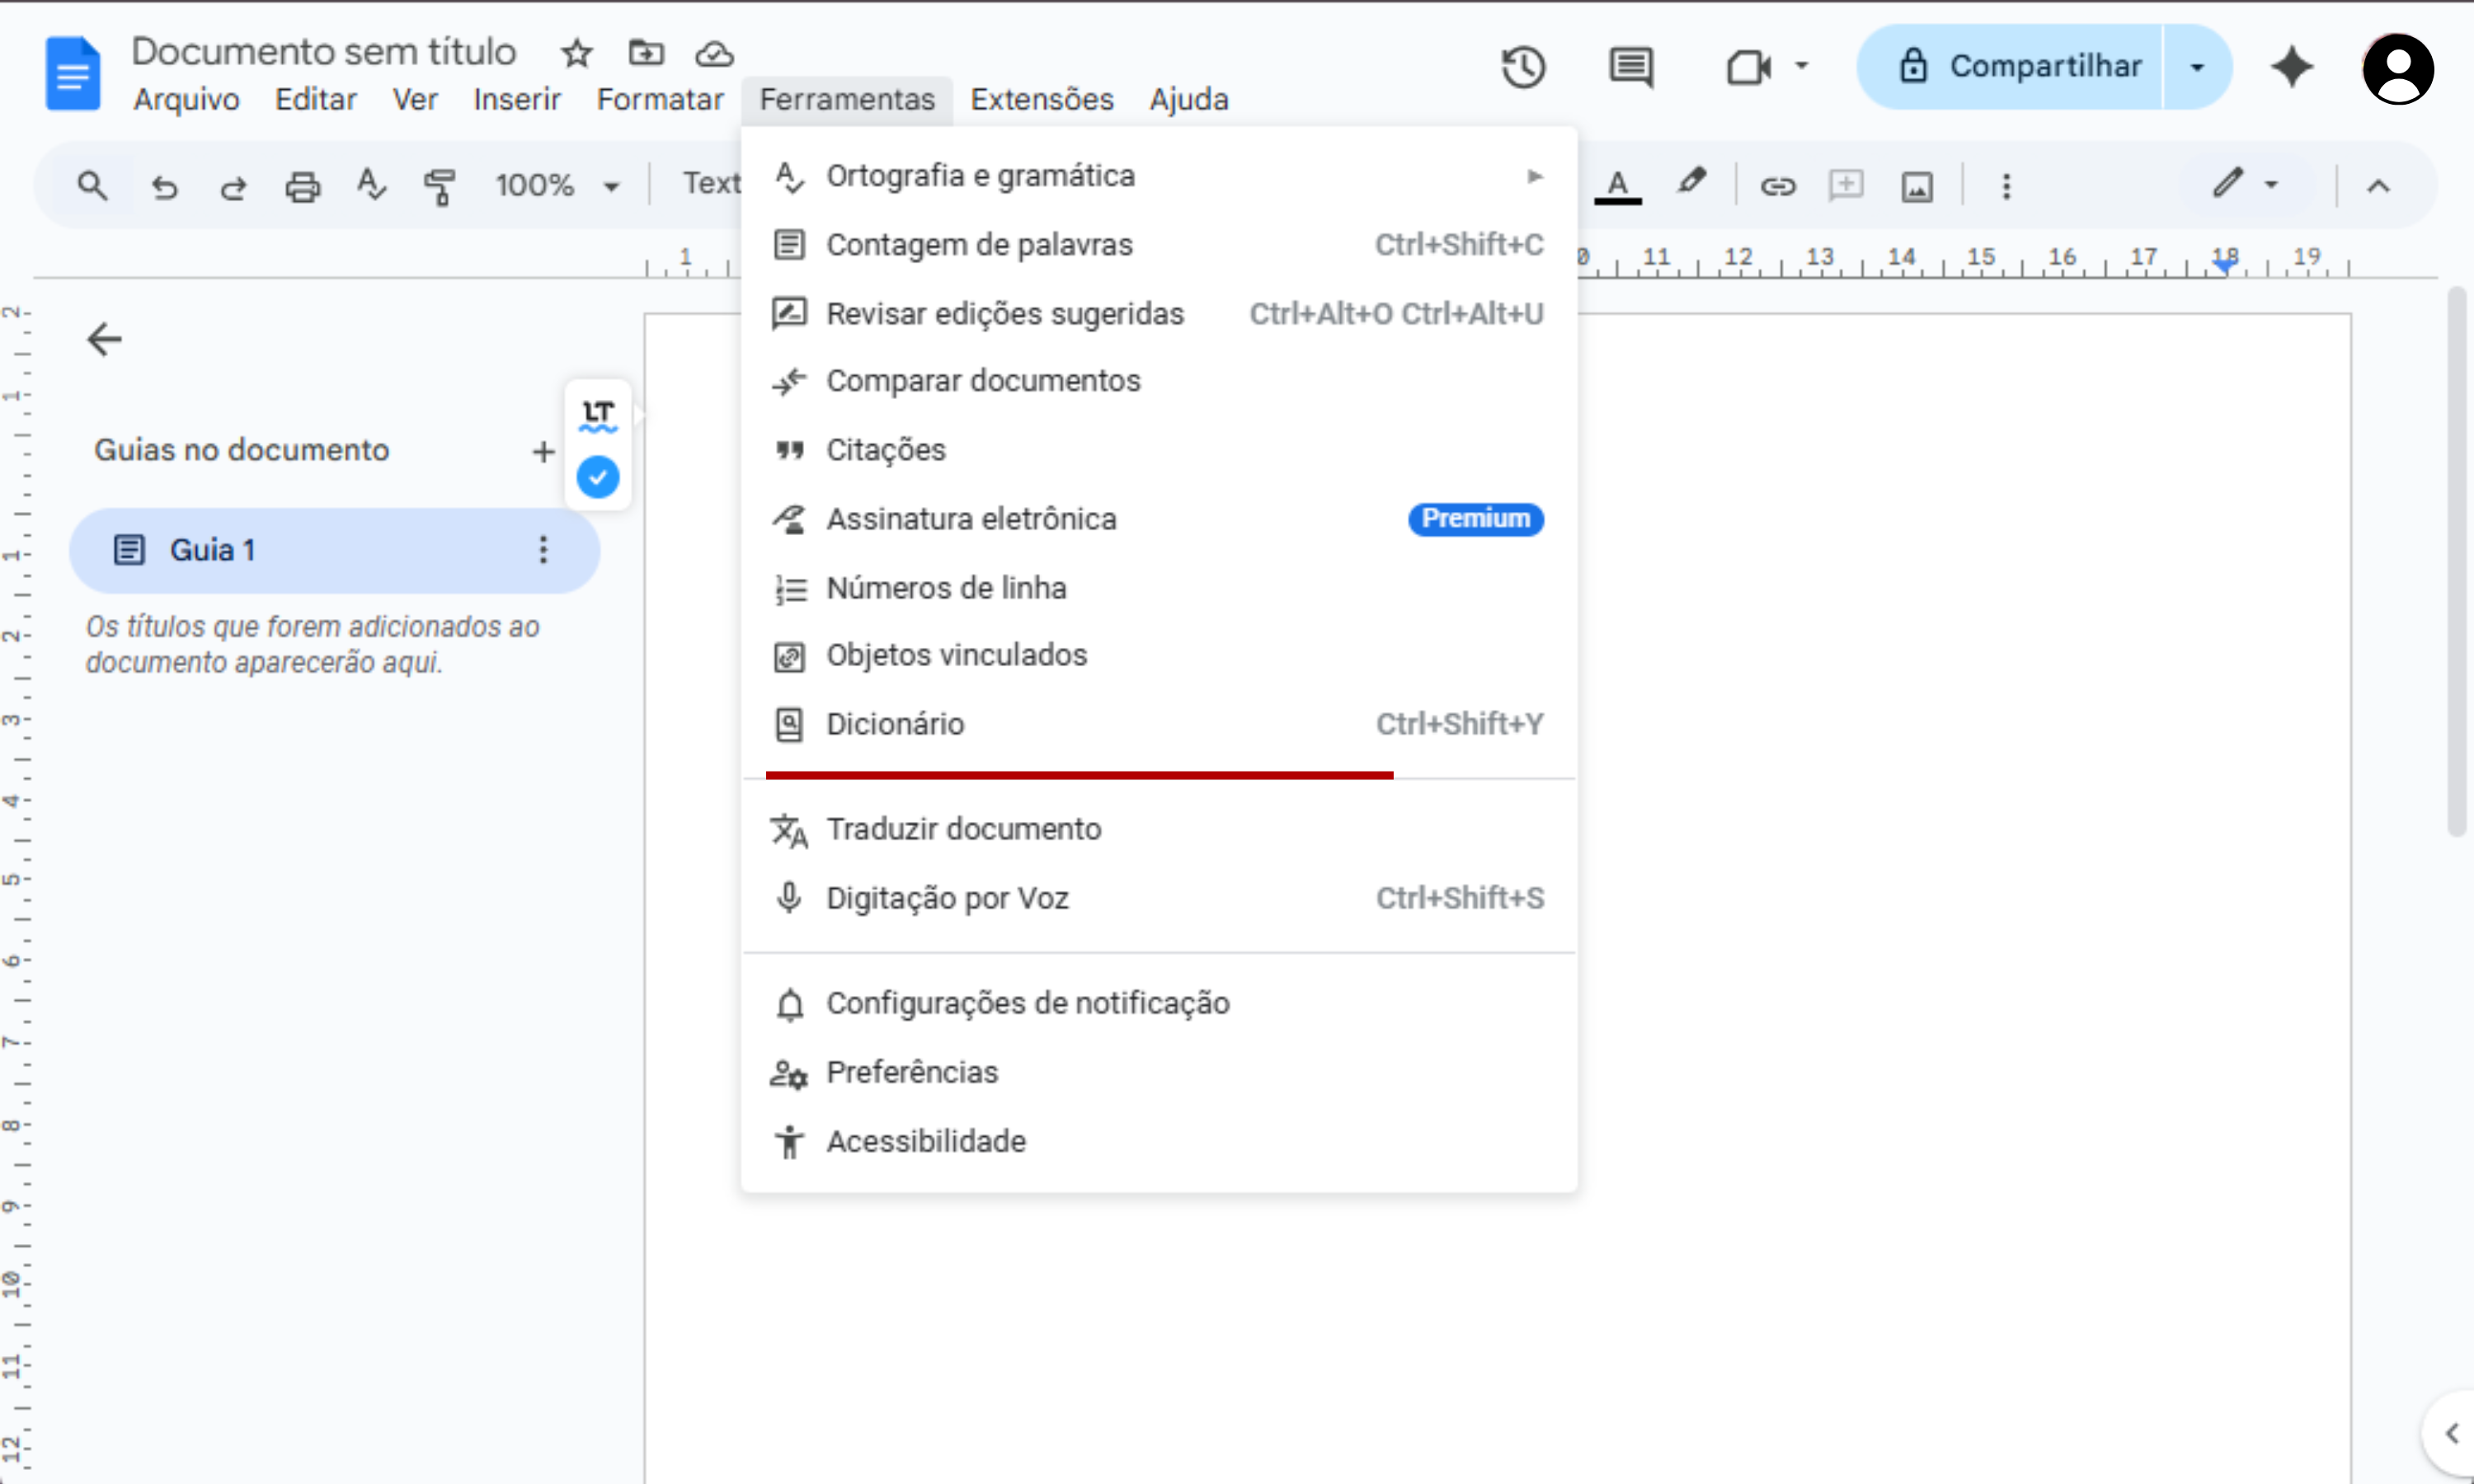 Documento sem título
Arquivo Editar Ver Inserir Formatar Ferramentas Extensões Ajuda
Compartilhar
100% Text
A
1 11 12 13 14 15 16 17 18 19
Ortografia e gramática
Contagem de palavras Ctrl+Shift+C
Revisar edições sugeridas Ctrl+Alt+O Ctrl+Alt+U
Comparar documentos
Citações
Assinatura eletrônica Premium
Números de linha
Objetos vinculados
Dicionário Ctrl+Shift+Y
Traduzir documento
Digitação por Voz Ctrl+Shift+S
Configurações de notificação
Preferências
Acessibilidade
LT
Guias no documento
Guia 1
Os títulos que forem adicionados ao
documento aparecerão aqui.
2
1
1
2
3
4
5
6
7
8
9
10
11
12